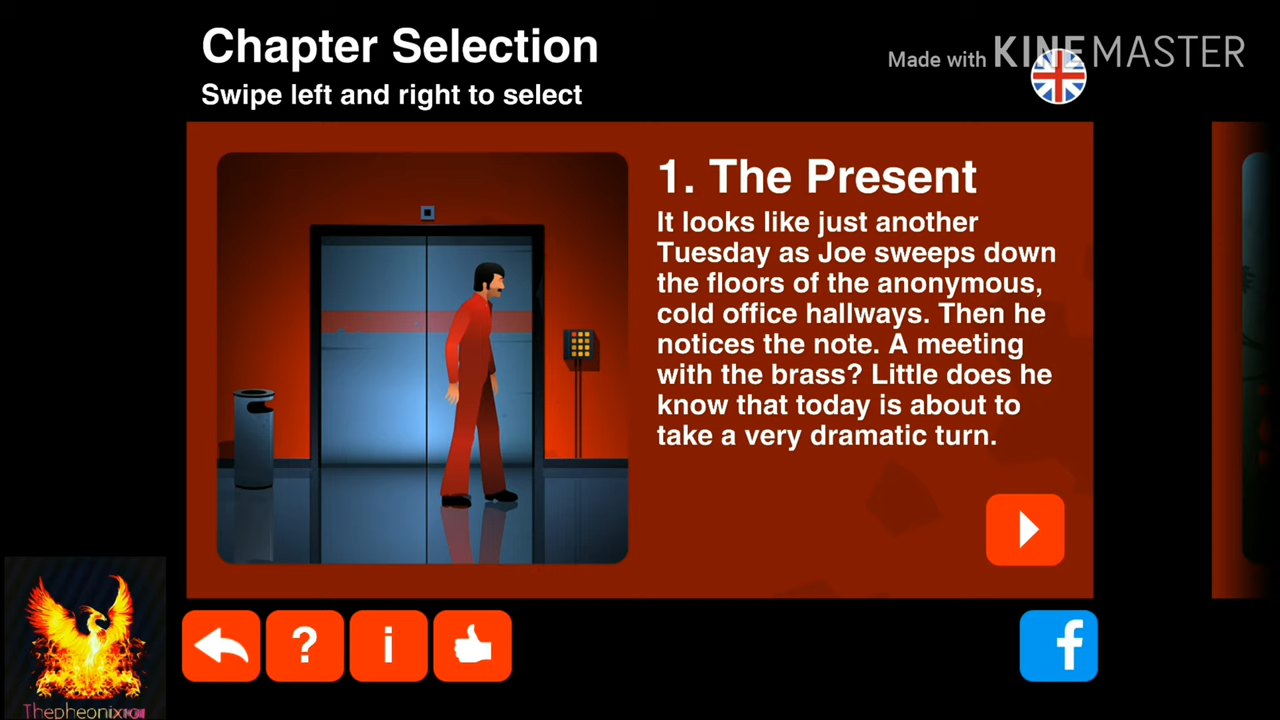 Chapter Selection
Swipe left and right to select
Made with KINEMASTER
1. The Present
It looks like just another
Tuesday as Joe sweeps down
the floors of the anonymous,
cold office hallways. Then he
notices the note. A meeting
with the brass? Little does he
know that today is about to
take a very dramatic turn.
? i f